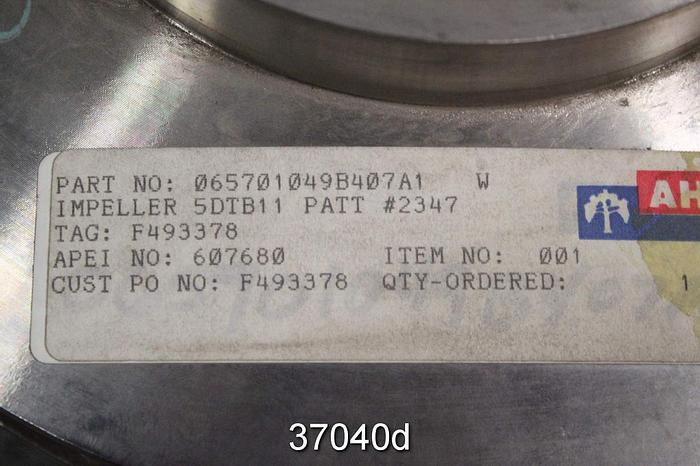 PART NO: 065701049B407A1 W
IMPELLER 5DTB11 PATT #2347
TAG: F493378
APEI NO: 607680 ITEM NO: 001
CUST PO NO: F493378 QTY-ORDERED: 1
AH
37040d